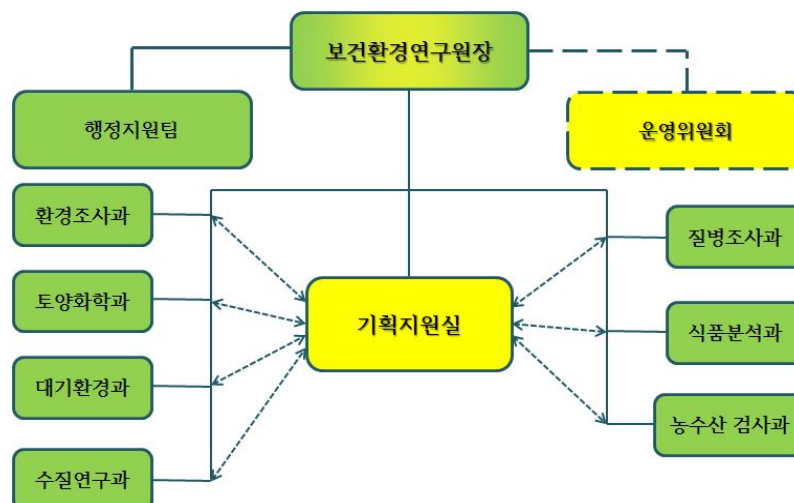 보건환경연구원장
행정지원팀
운영위원회
환경조사과
질병조사과
토양화학과
기획지원실
식품분석과
대기환경과
농수산 검사과
수질연구과